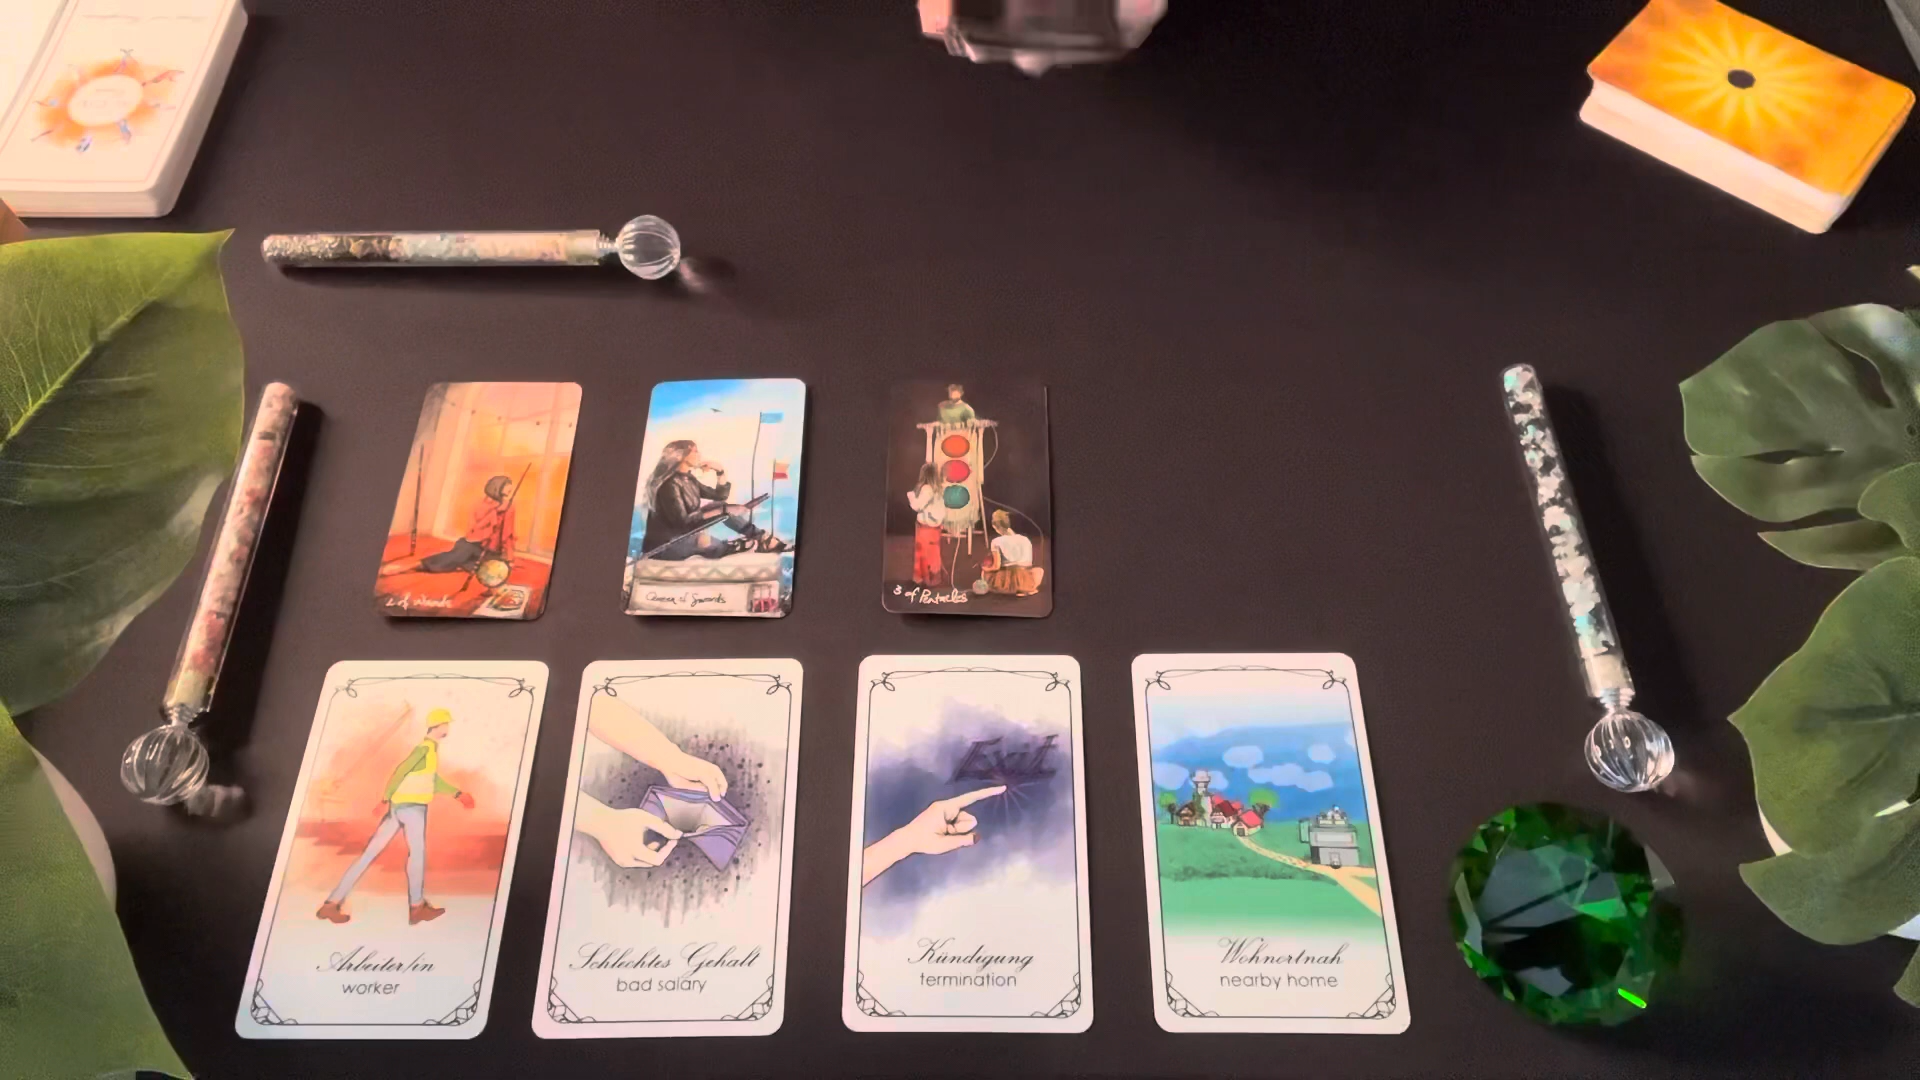 2 of Wands
Queen of Swords
3 of Pentacles
Exit
Arbeiter/in
worker
Schlechtes Gehalt
bad salary
Kündigung
termination
Wohnortnah
nearby home